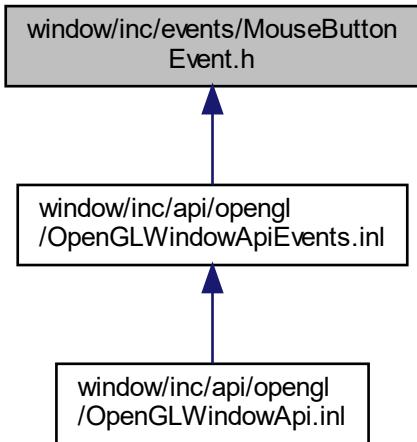 window/inc/events/MouseButton
Event.h
window/inc/api/opengl
/OpenGLWindowApiEvents.inl
window/inc/api/opengl
/OpenGLWindowApi.inl